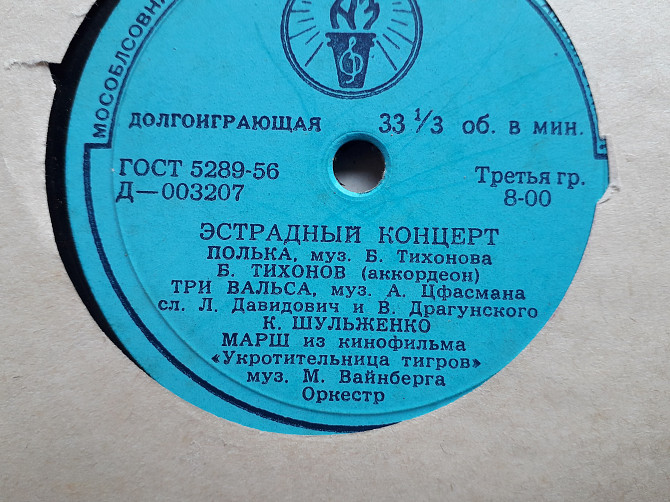 МОСОБЛСОВНА
ДОЛГОИГРАЮЩАЯ 33 1/3 об. в мин.
ГОСТ 5289-56 Третья гр.
Д—003207 8-00
ЭСТРАДНЫЙ КОНЦЕРТ
ПОЛЬКА, муз. Б. Тихонова
Б. ТИХОНОВ (аккордеон)
ТРИ ВАЛЬСА, муз. А. Цфасмана
сл. Л. Давидович и В. Драгунского
К. ШУЛЬЖЕНКО
МАРШ из кинофильма
«Укротительница тигров»
муз. М. Вайнберга
Оркестр